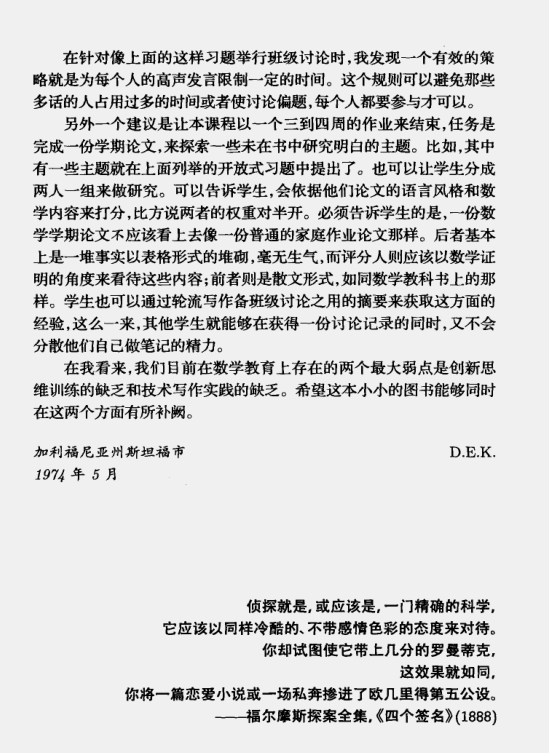 在针对像上面的这样习题举行班级讨论时,我发现一个有效的策
略就是为每个人的高声发言限制一定的时间。这个规则可以避免那些
多话的人占用过多的时间或者使讨论偏题,每个人都要参与才可以。
另外一个建议是让本课程以一个三到四周的作业来结束,任务是
完成一份学期论文,来探索一些未在书中研究明白的主题。比如,其中
有一些主题就在上面列举的开放式习题中提出了。也可以让学生分成
两人一组来做研究。可以告诉学生,会依据他们论文的语言风格和数
学内容来打分,比方说两者的权重对半开。必须告诉学生的是,一份数
学学期论文不应该看上去像一份普通的家庭作业论文那样。后者基本
上是一堆事实以表格形式的堆砌,毫无生气,而评分人则应该以数学证
明的角度来看待这些内容;前者则是散文形式,如同数学教科书上的那
样。学生也可以通过轮流写作备班级讨论之用的摘要来获取这方面的
经验,这么一来,其他学生就能够在获得一份讨论记录的同时,又不会
分散他们自己做笔记的精力。
在我看来,我们目前在数学教育上存在的两个最大弱点是创新思
维训练的缺乏和技术写作实践的缺乏。希望这本小小的图书能够同时
在这两个方面有所补阙。
加利福尼亚州斯坦福市 D.E.K.
1974 年 5 月
侦探就是,或应该是,一门精确的科学,
它应该以同样冷酷的、不带感情色彩的态度来对待。
你却试图使它带上几分的罗曼蒂克,
这效果就如同,
你将一篇恋爱小说或一场私奔掺进了欧几里得第五公设。
——福尔摩斯探案全集,《四个签名》(1888)